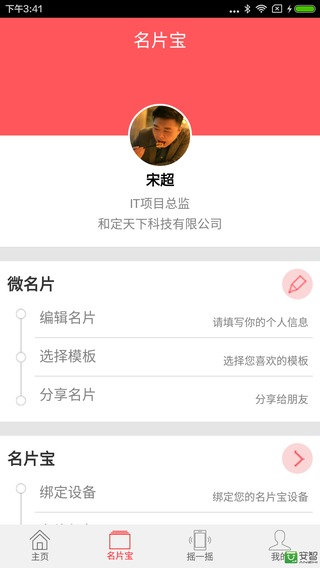 下午3:41
名片宝
宋超
IT项目总监
和定天下科技有限公司
微名片
编辑名片 请填写你的个人信息
选择模板 选择您喜欢的模板
分享名片 分享给朋友
名片宝
绑定设备 绑定您的名片宝设备
主页 名片宝 摇一摇 我的
安智